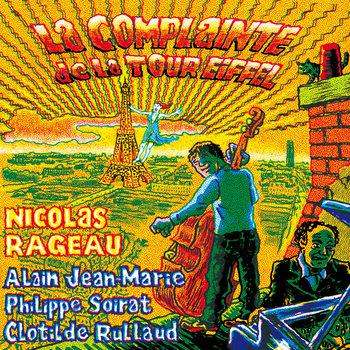 La Complainte
de la Tour Eiffel
Nicolas
Rageau
Alain Jean-Marie
Philippe Soirat
Clotilde Rullaud